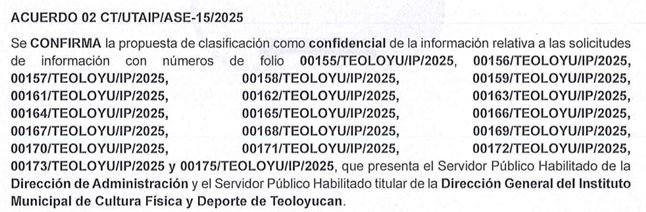 ACUERDO 02 CT/UTAIP/ASE-15/2025
Se CONFIRMA la propuesta de clasificación como confidencial de la información relativa a las solicitudes
de información con números de folio 00155/TEOLOYU/IP/2025, 00156/TEOLOYU/IP/2025,
00157/TEOLOYU/IP/2025, 00158/TEOLOYU/IP/2025, 00159/TEOLOYU/IP/2025,
00161/TEOLOYU/IP/2025, 00162/TEOLOYU/IP/2025, 00163/TEOLOYU/IP/2025,
00164/TEOLOYU/IP/2025, 00165/TEOLOYU/IP/2025, 00166/TEOLOYU/IP/2025,
00167/TEOLOYU/IP/2025, 00168/TEOLOYU/IP/2025, 00169/TEOLOYU/IP/2025,
00170/TEOLOYU/IP/2025, 00171/TEOLOYU/IP/2025, 00172/TEOLOYU/IP/2025,
00173/TEOLOYU/IP/2025 y 00175/TEOLOYU/IP/2025, que presenta el Servidor Público Habilitado de la
Dirección de Administración y el Servidor Público Habilitado titular de la Dirección General del Instituto
Municipal de Cultura Física y Deporte de Teoloyucan.